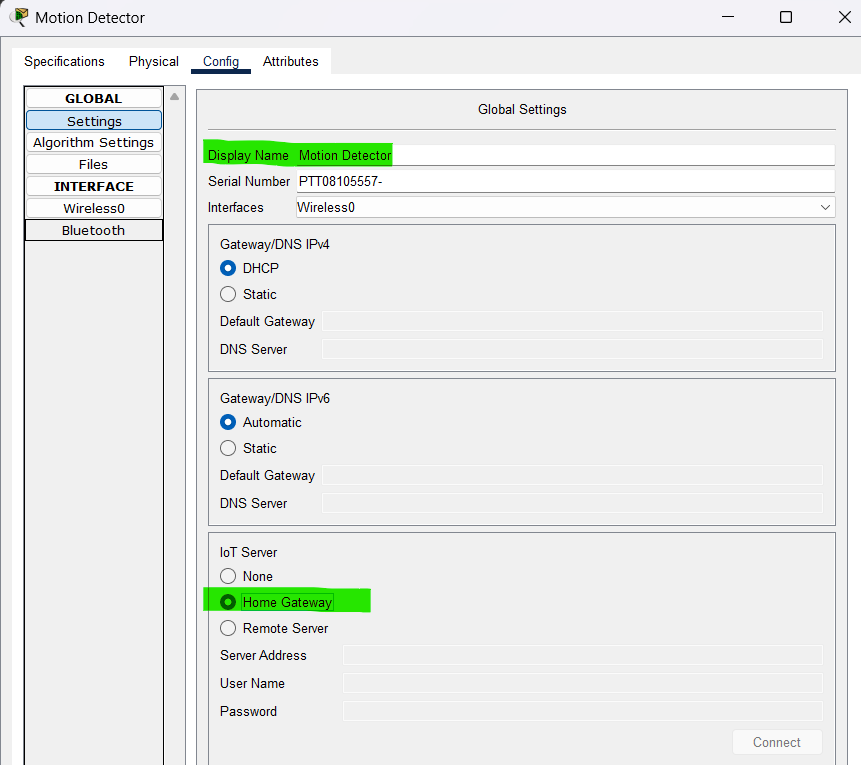 Motion Detector
Specifications Physical Config Attributes
GLOBAL
Settings
Algorithm Settings
Files
INTERFACE
Wireless0
Bluetooth
Global Settings
Display Name Motion Detector
Serial Number PTT08105557-
Interfaces Wireless0
Gateway/DNS IPv4
DHCP
Static
Default Gateway
DNS Server
Gateway/DNS IPv6
Automatic
Static
Default Gateway
DNS Server
IoT Server
None
Home Gateway
Remote Server
Server Address
User Name
Password
Connect